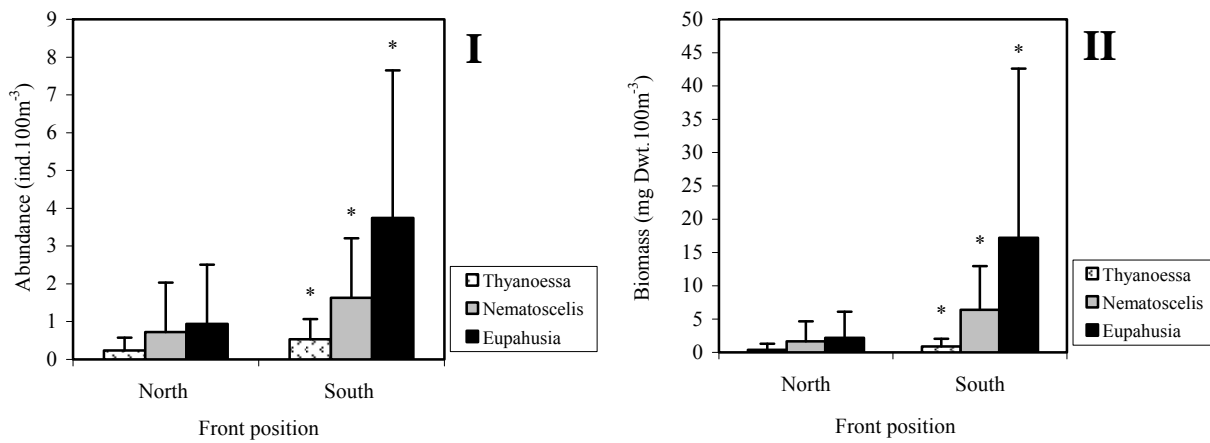 I
Abundance (ind.100m-3)
9
8
7
6
5
4
3
2
1
0
*
*
*
North
South
Front position
Thyanoessa
Nematoscelis
Eupahusia
II
Biomass (mg Dwt.100m-3)
50
45
40
35
30
25
20
15
10
5
0
*
*
*
North
South
Front position
Thyanoessa
Nematoscelis
Eupahusia